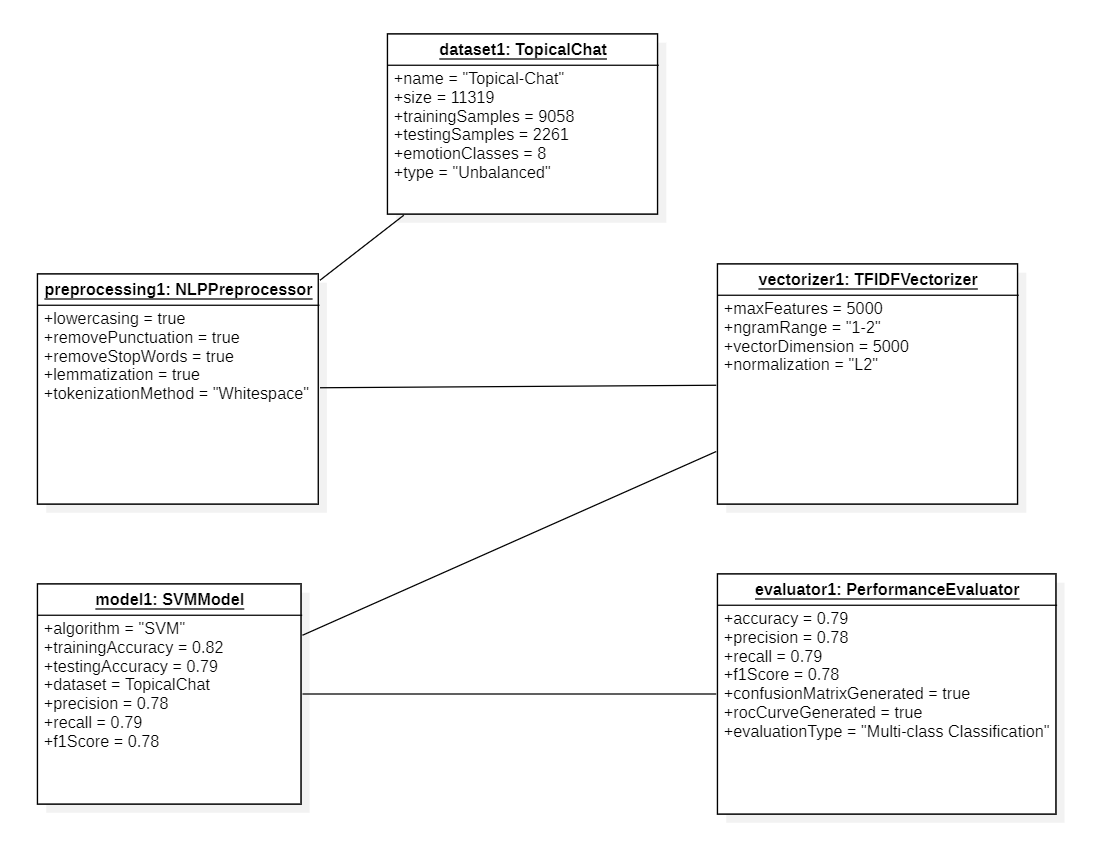 dataset1: TopicalChat
+name = "Topical-Chat"
+size = 11319
+trainingSamples = 9058
+testingSamples = 2261
+emotionClasses = 8
+type = "Unbalanced"
preprocessing1: NLPPreprocessor
+lowercasing = true
+removePunctuation = true
+removeStopWords = true
+lemmatization = true
+tokenizationMethod = "Whitespace"
vectorizer1: TFIDFVectorizer
+maxFeatures = 5000
+ngramRange = "1-2"
+vectorDimension = 5000
+normalization = "L2"
model1: SVMModel
+algorithm = "SVM"
+trainingAccuracy = 0.82
+testingAccuracy = 0.79
+dataset = TopicalChat
+precision = 0.78
+recall = 0.79
+f1Score = 0.78
evaluator1: PerformanceEvaluator
+accuracy = 0.79
+precision = 0.78
+recall = 0.79
+f1Score = 0.78
+confusionMatrixGenerated = true
+rocCurveGenerated = true
+evaluationType = "Multi-class Classification"